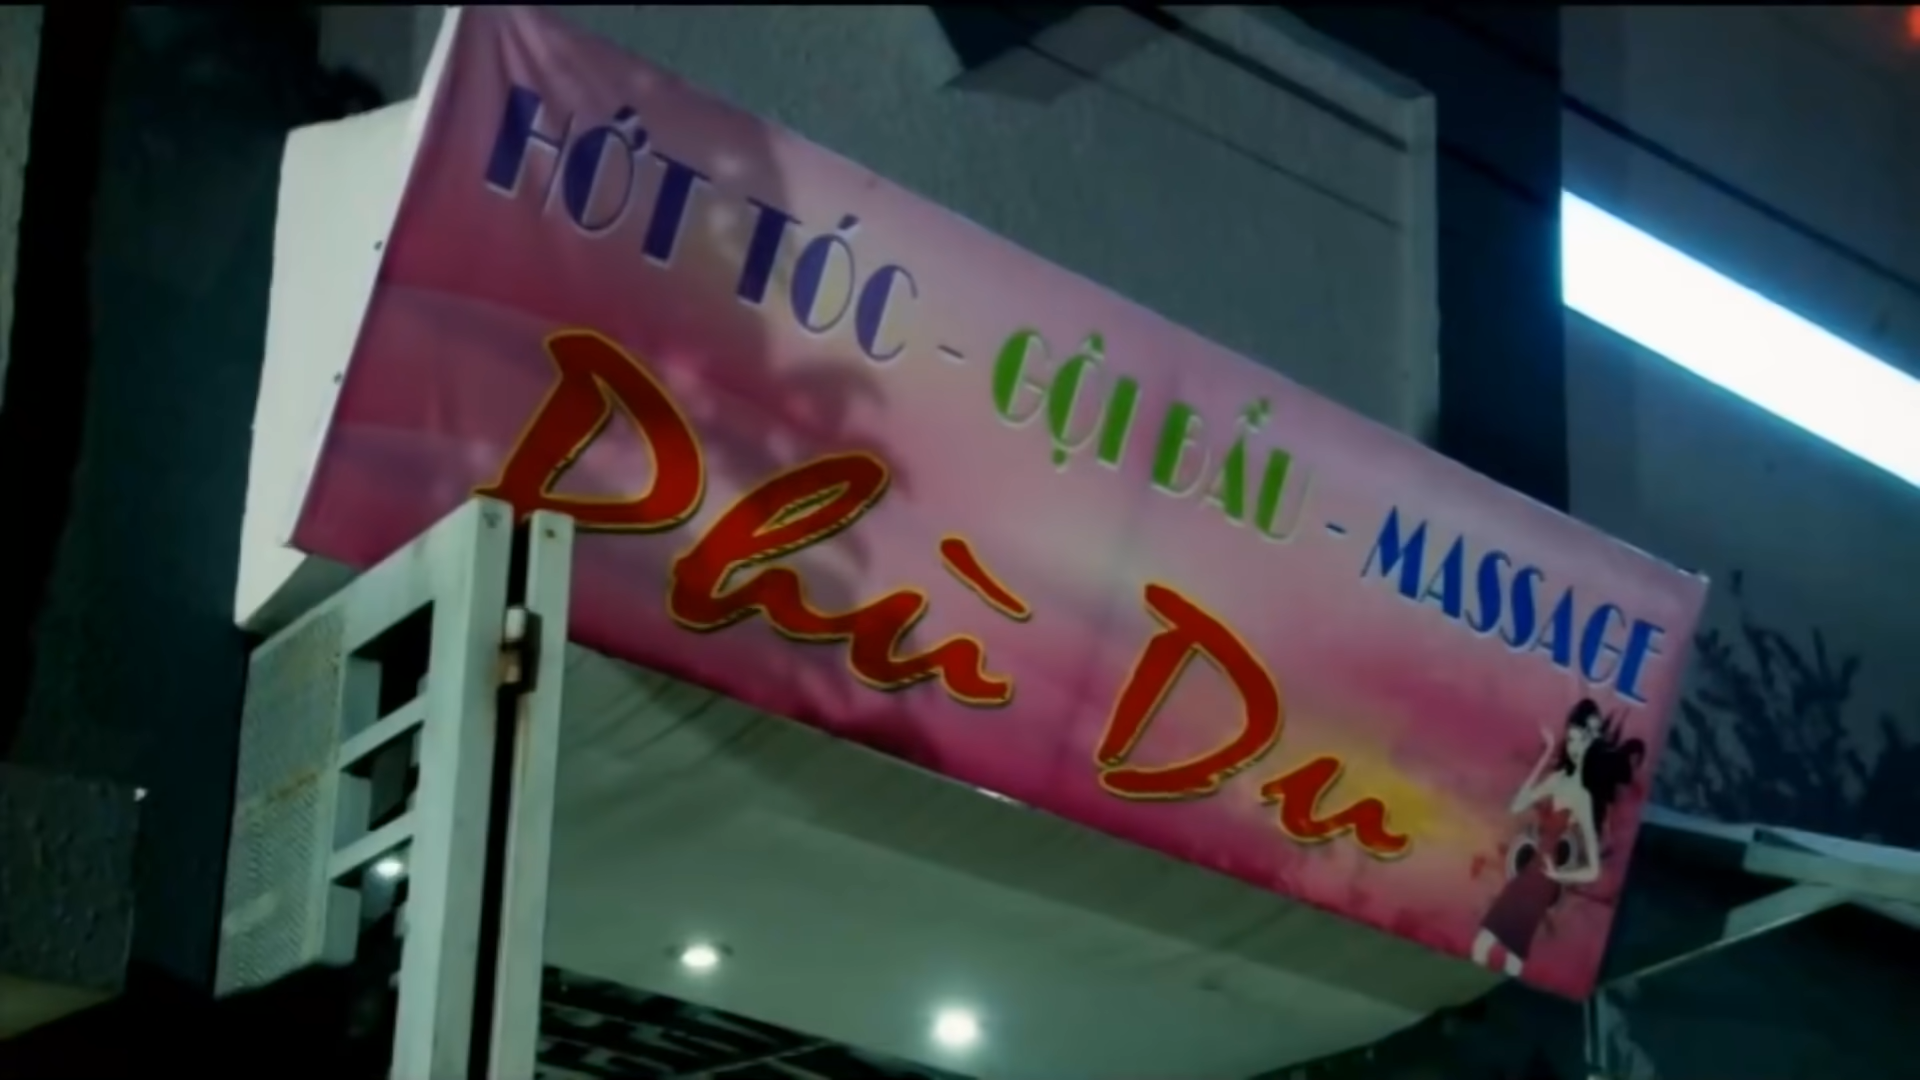 HỚT TÓC - GỘI ĐẦU - MASSAGE
Phù Du